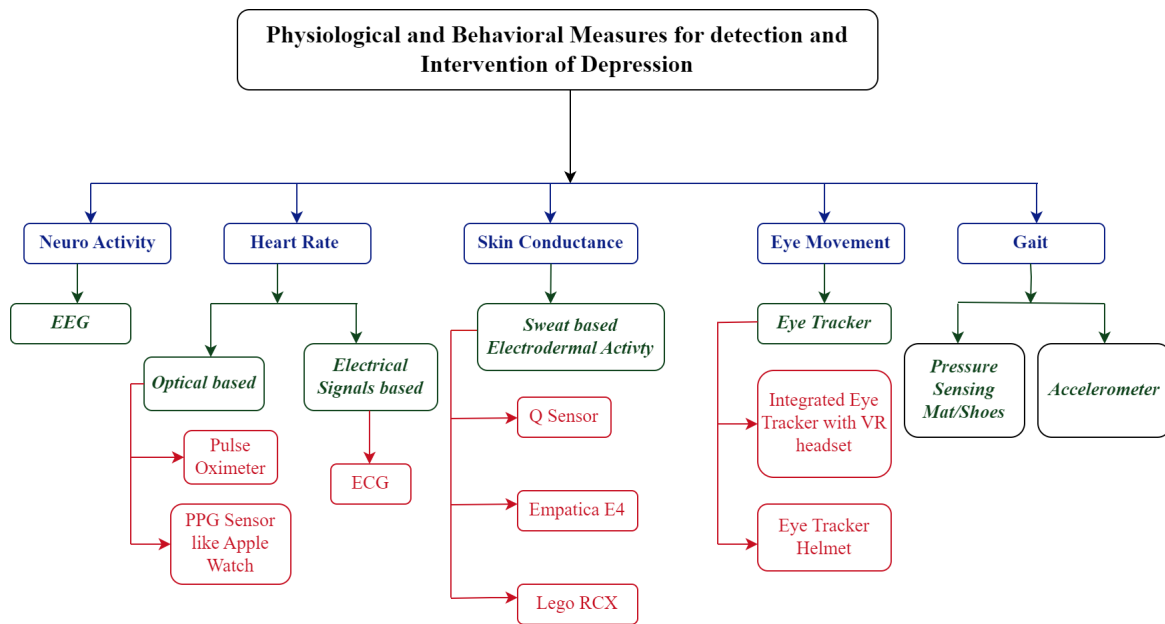 Physiological and Behavioral Measures for detection and
Intervention of Depression
Neuro Activity
Heart Rate
Skin Conductance
Eye Movement
Gait
EEG
Optical based
Electrical
Signals based
Sweat based
Electrodermal Activty
Eye Tracker
Pressure
Sensing
Mat/Shoes
Accelerometer
Pulse
Oximeter
PPG Sensor
like Apple
Watch
ECG
Q Sensor
Empatica E4
Lego RCX
Integrated Eye
Tracker with VR
headset
Eye Tracker
Helmet